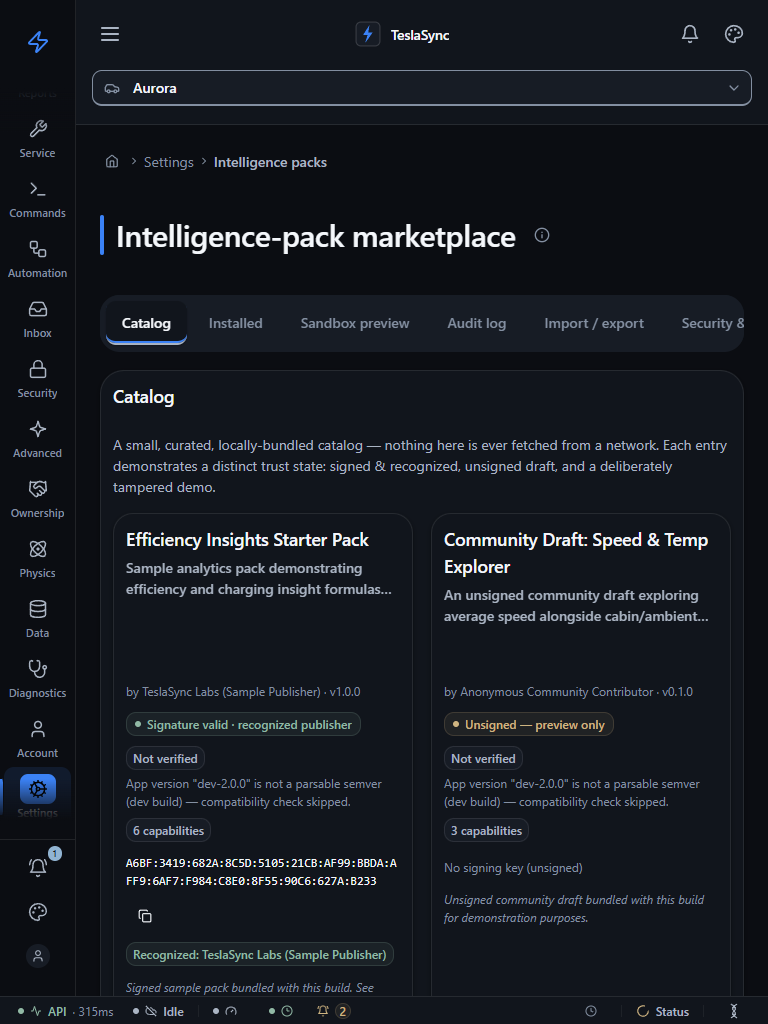 TeslaSync
Aurora
Reports
Service
Commands
Automation
Inbox
Security
Advanced
Ownership
Physics
Data
Diagnostics
Account
Settings
1
Settings
Intelligence packs
Intelligence-pack marketplace
Catalog
Installed
Sandbox preview
Audit log
Import / export
Security &
Catalog
A small, curated, locally-bundled catalog — nothing here is ever fetched from a network. Each entry
demonstrates a distinct trust state: signed & recognized, unsigned draft, and a deliberately
tampered demo.
Efficiency Insights Starter Pack
Sample analytics pack demonstrating
efficiency and charging insight formulas...
by TeslaSync Labs (Sample Publisher) · v1.0.0
Signature valid · recognized publisher
Not verified
App version "dev-2.0.0" is not a parsable semver
(dev build) — compatibility check skipped.
6 capabilities
A6BF:3419:682A:8C5D:5105:21CB:AF99:BBDA:A
FF9:6AF7:F984:C8E0:8F55:90C6:627A:B233
Recognized: TeslaSync Labs (Sample Publisher)
Signed sample pack bundled with this build. See
Community Draft: Speed & Temp
Explorer
An unsigned community draft exploring
average speed alongside cabin/ambient...
by Anonymous Community Contributor · v0.1.0
Unsigned — preview only
Not verified
App version "dev-2.0.0" is not a parsable semver
(dev build) — compatibility check skipped.
3 capabilities
No signing key (unsigned)
Unsigned community draft bundled with this build
for demonstration purposes.
API · 315ms
Idle
2
Status